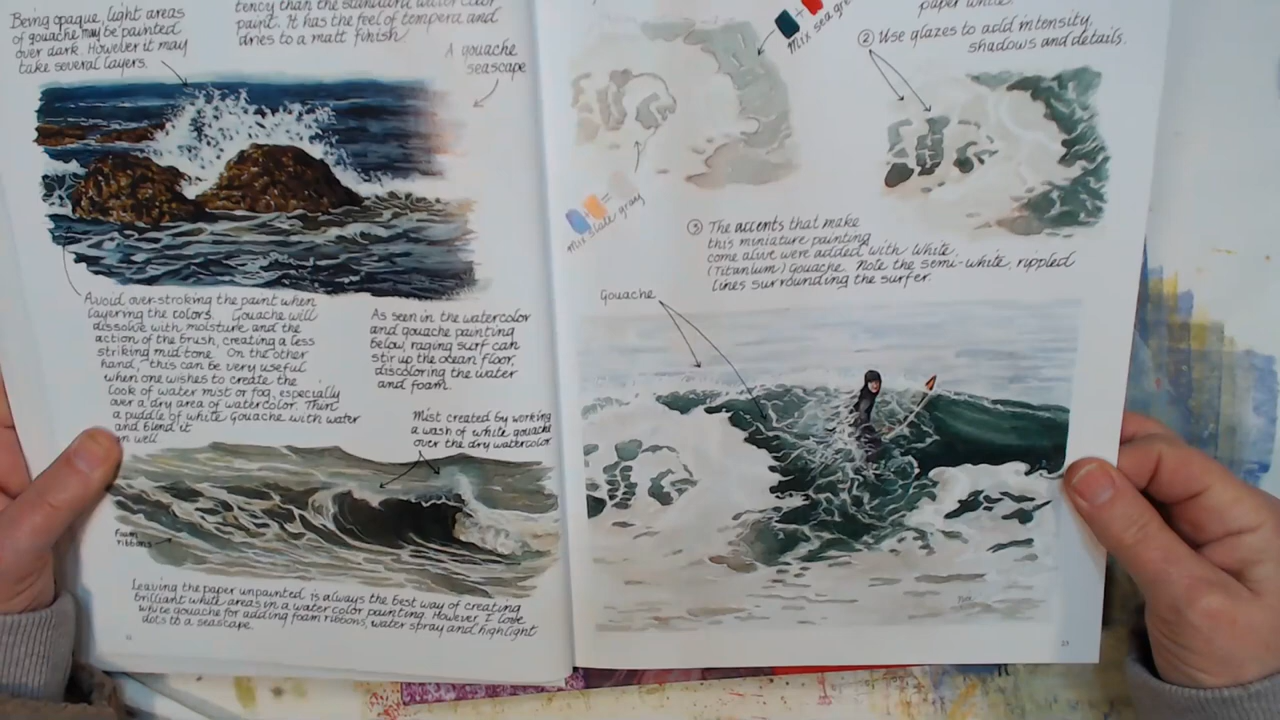 Being opaque, light areas
of gouache may be painted
over dark. However it may
take several layers.
tency than the standard water color
paint. It has the feel of tempera and
dries to a matt finish
A gouache
seascape
Avoid over-stroking the paint when
layering the colors. Gouache will
dissolve with moisture and the
action of the brush, creating a less
striking mid-tone. On the other
hand, this can be very useful
when one wishes to create the
look of water mist or fog, especially
over a dry area of watercolor. Then
a puddle of white Gouache with water
and blend it
well
As seen in the watercolor
and gouache painting
below, raging surf can
stir up the ocean floor,
discoloring the water
and foam.
Mist created by working
a wash of white gouache
over the dry watercolor
Foam
ribbons
Leaving the paper unpainted is always the best way of creating
brilliant white areas in a water color painting. However I love
white gouache for adding foam ribbons, water spray and highlight
dots to a seascape.
Mix sea
paper white.
② Use glazes to add intensity,
shadows and details.
+
=
Mix slate gray
③ The accents that make
this miniature painting
come alive were added with white,
(Titanium) Gouache. Note the semi-white, rippled
lines surrounding the surfer.
Gouache
23